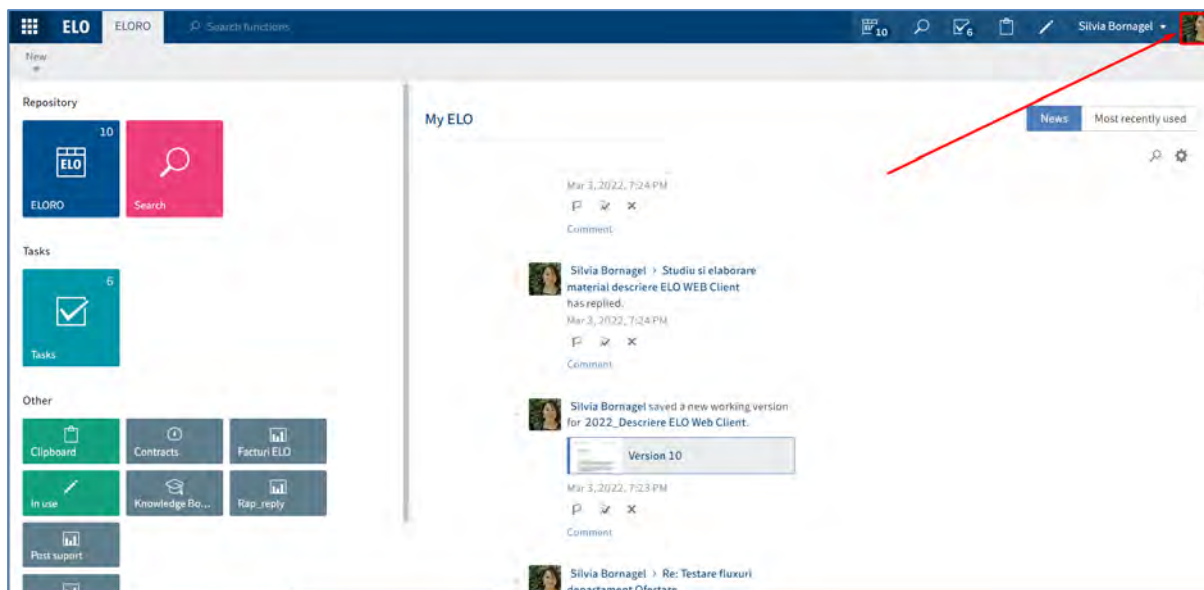 ELO ELORO Search functions 10 6 Silvia Bornagel
New
Repository
10
ELO
ELORO
Search
Tasks
6
Tasks
Other
Clipboard
Contracts
Facturi ELO
In use
Knowledge Bo...
Rap_reply
Post suport
My ELO
News
Most recently used
Mar 3, 2022, 7:24 PM
Comment
Silvia Bornagel > Studiu si elaborare
material descriere ELO WEB Client
has replied.
Mar 3, 2022, 7:24 PM
Comment
Silvia Bornagel saved a new working version
for 2022_Descriere ELO Web Client.
Version 10
Mar 3, 2022, 7:23 PM
Comment
Silvia Bornagel > Re: Testare fluxuri
departament Ofertare